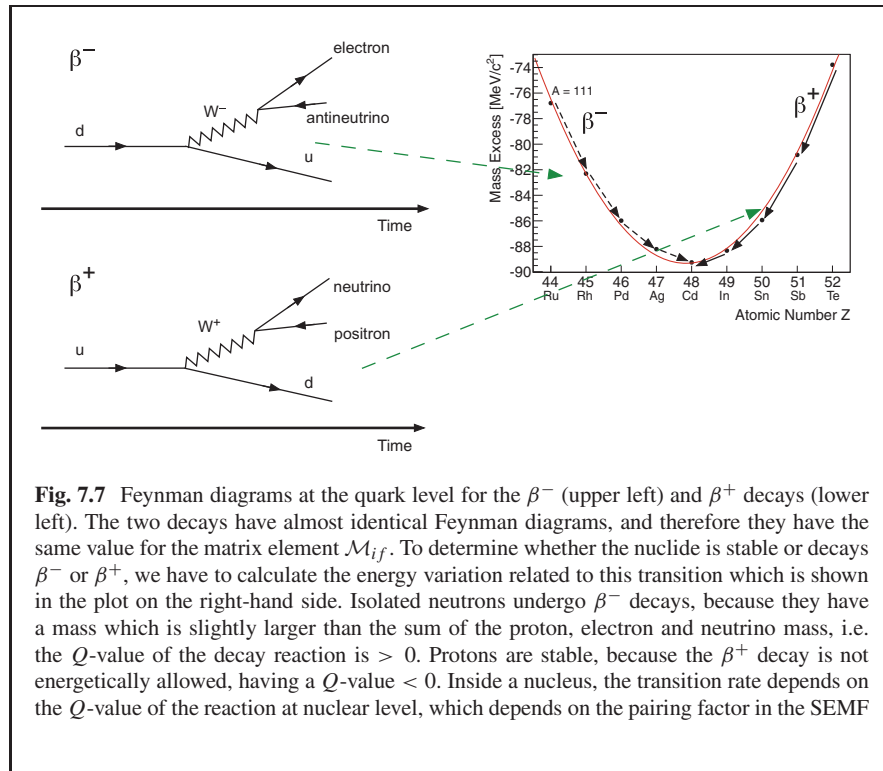 β−
electron
W−
antineutrino
d
u
Time
β+
neutrino
W+
positron
u
d
Time
Mass Excess [MeV/c²]
-74
-76
-78
-80
-82
-84
-86
-88
-90
A = 111
β−
β+
44 45 46 47 48 49 50 51 52
Ru Rh Pd Ag Cd In Sn Sb Te
Atomic Number Z
Fig. 7.7 Feynman diagrams at the quark level for the β− (upper left) and β+ decays (lower
left). The two decays have almost identical Feynman diagrams, and therefore they have the
same value for the matrix element ℳif. To determine whether the nuclide is stable or decays
β− or β+, we have to calculate the energy variation related to this transition which is shown
in the plot on the right-hand side. Isolated neutrons undergo β− decays, because they have
a mass which is slightly larger than the sum of the proton, electron and neutrino mass, i.e.
the Q-value of the decay reaction is > 0. Protons are stable, because the β+ decay is not
energetically allowed, having a Q-value < 0. Inside a nucleus, the transition rate depends on
the Q-value of the reaction at nuclear level, which depends on the pairing factor in the SEMF